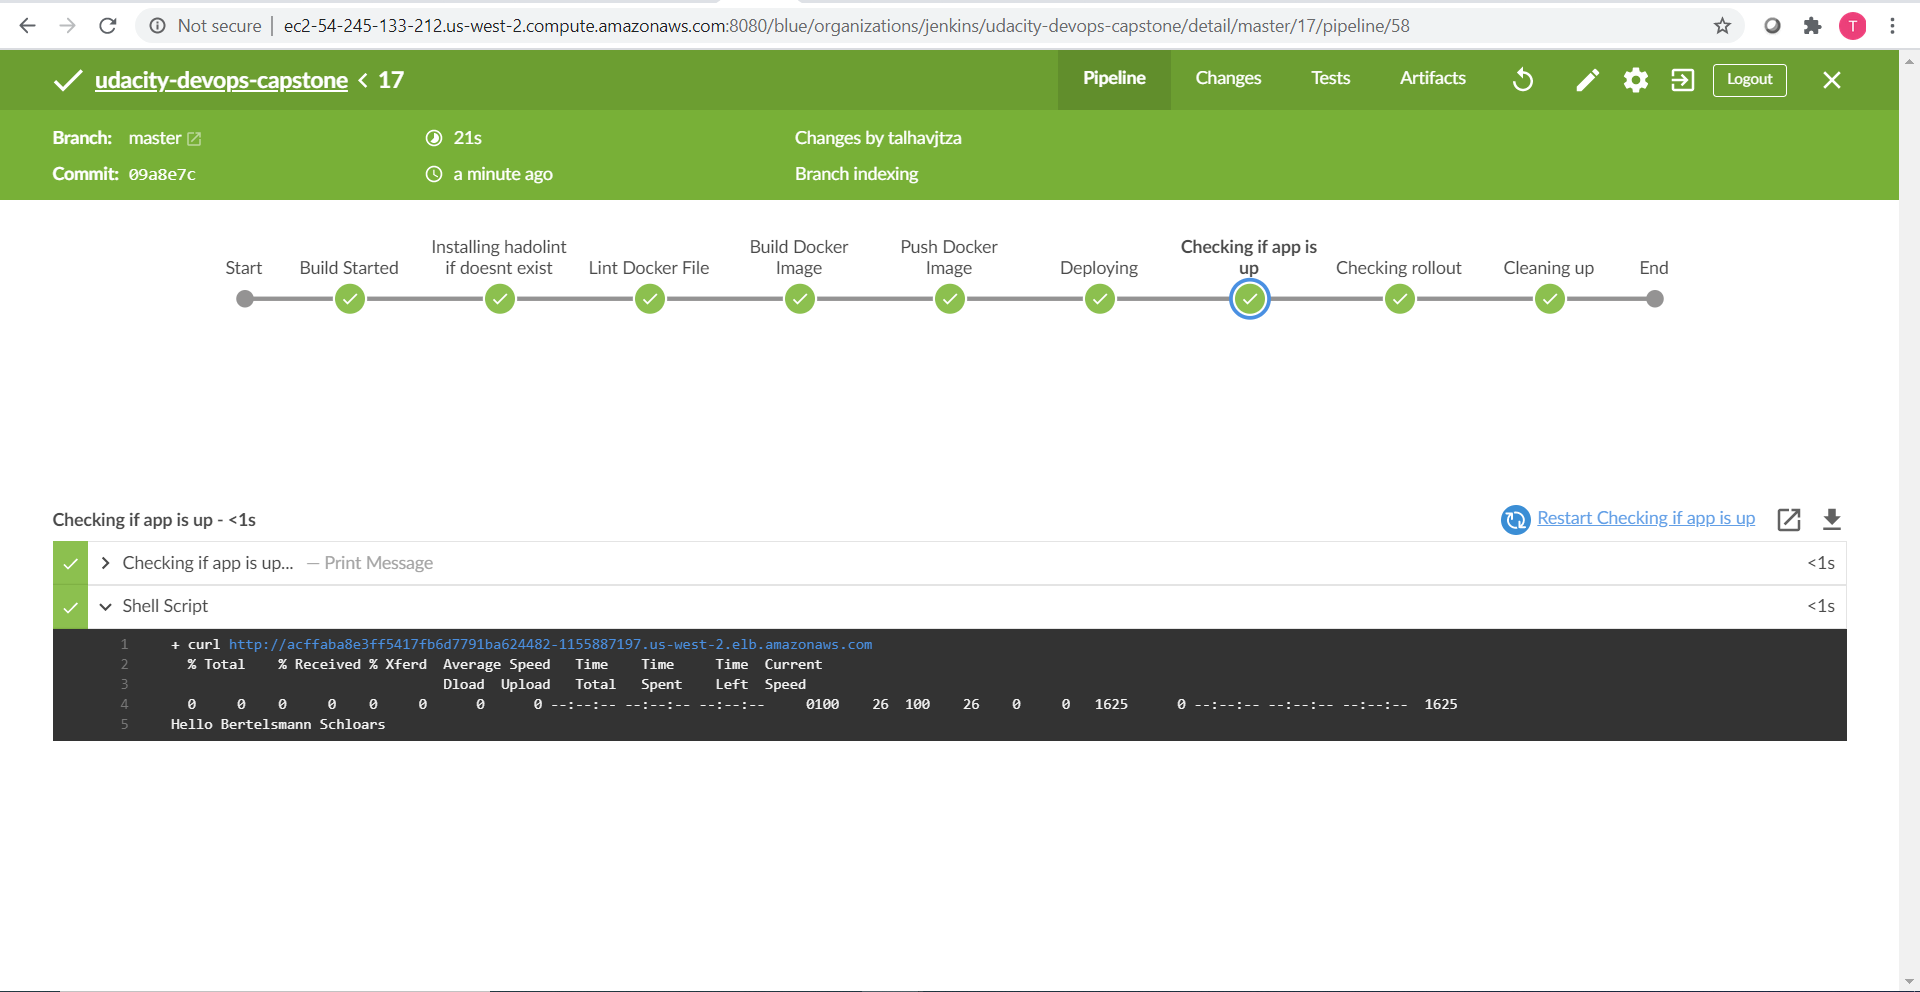 Not secure | ec2-54-245-133-212.us-west-2.compute.amazonaws.com:8080/blue/organizations/jenkins/udacity-devops-capstone/detail/master/17/pipeline/58
T
udacity-devops-capstone < 17
Pipeline Changes Tests Artifacts Logout
Branch: master 21s Changes by talhavjtza
Commit: 09a8e7c a minute ago Branch indexing
Start
Build Started
Installing hadolint
if doesnt exist
Lint Docker File
Build Docker
Image
Push Docker
Image
Deploying
Checking if app is
up
Checking rollout
Cleaning up
End
Checking if app is up - <1s Restart Checking if app is up
Checking if app is up... — Print Message <1s
Shell Script <1s
1 + curl http://acffaba8e3ff5417fb6d7791ba624482-1155887197.us-west-2.elb.amazonaws.com
2 % Total % Received % Xferd Average Speed Time Time Time Current
3 Dload Upload Total Spent Left Speed
4 0 0 0 0 0 0 0 0 --:--:-- --:--:-- --:--:-- 0100 26 100 26 0 0 1625 0 --:--:-- --:--:-- --:--:-- 1625
5 Hello Bertelsmann Schloars